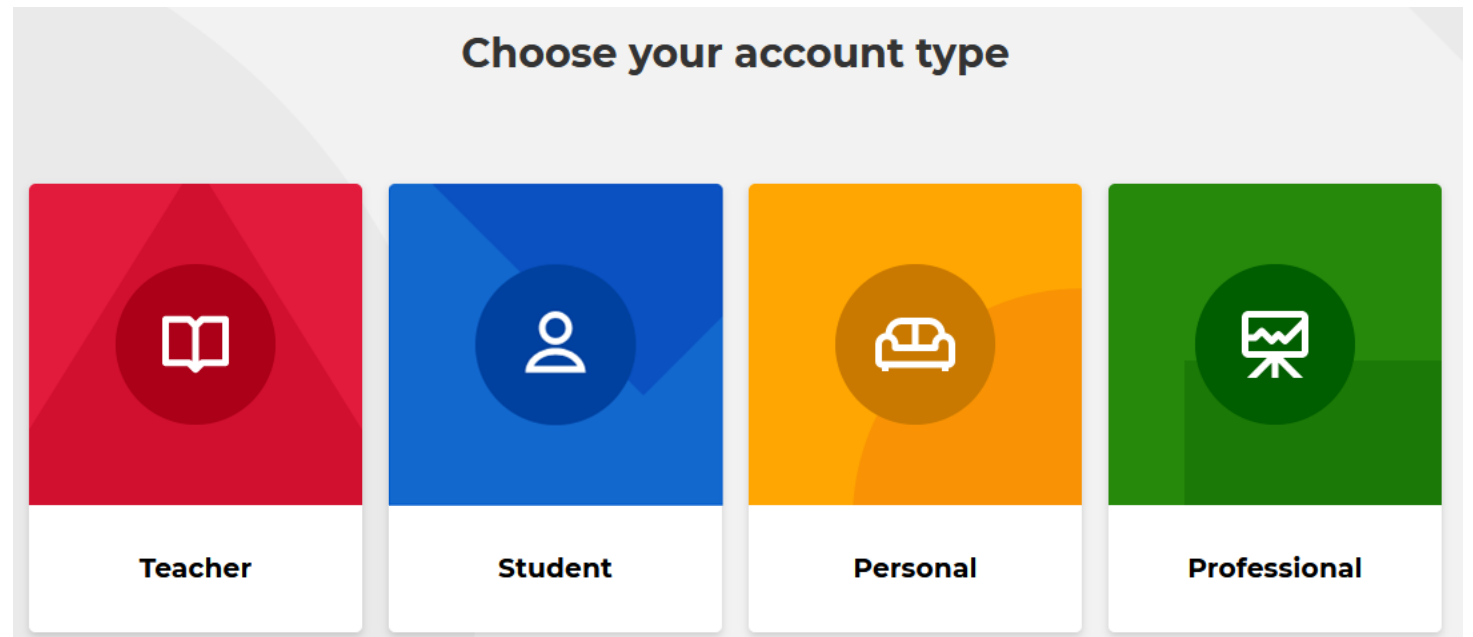 Choose your account type
Teacher
Student
Personal
Professional